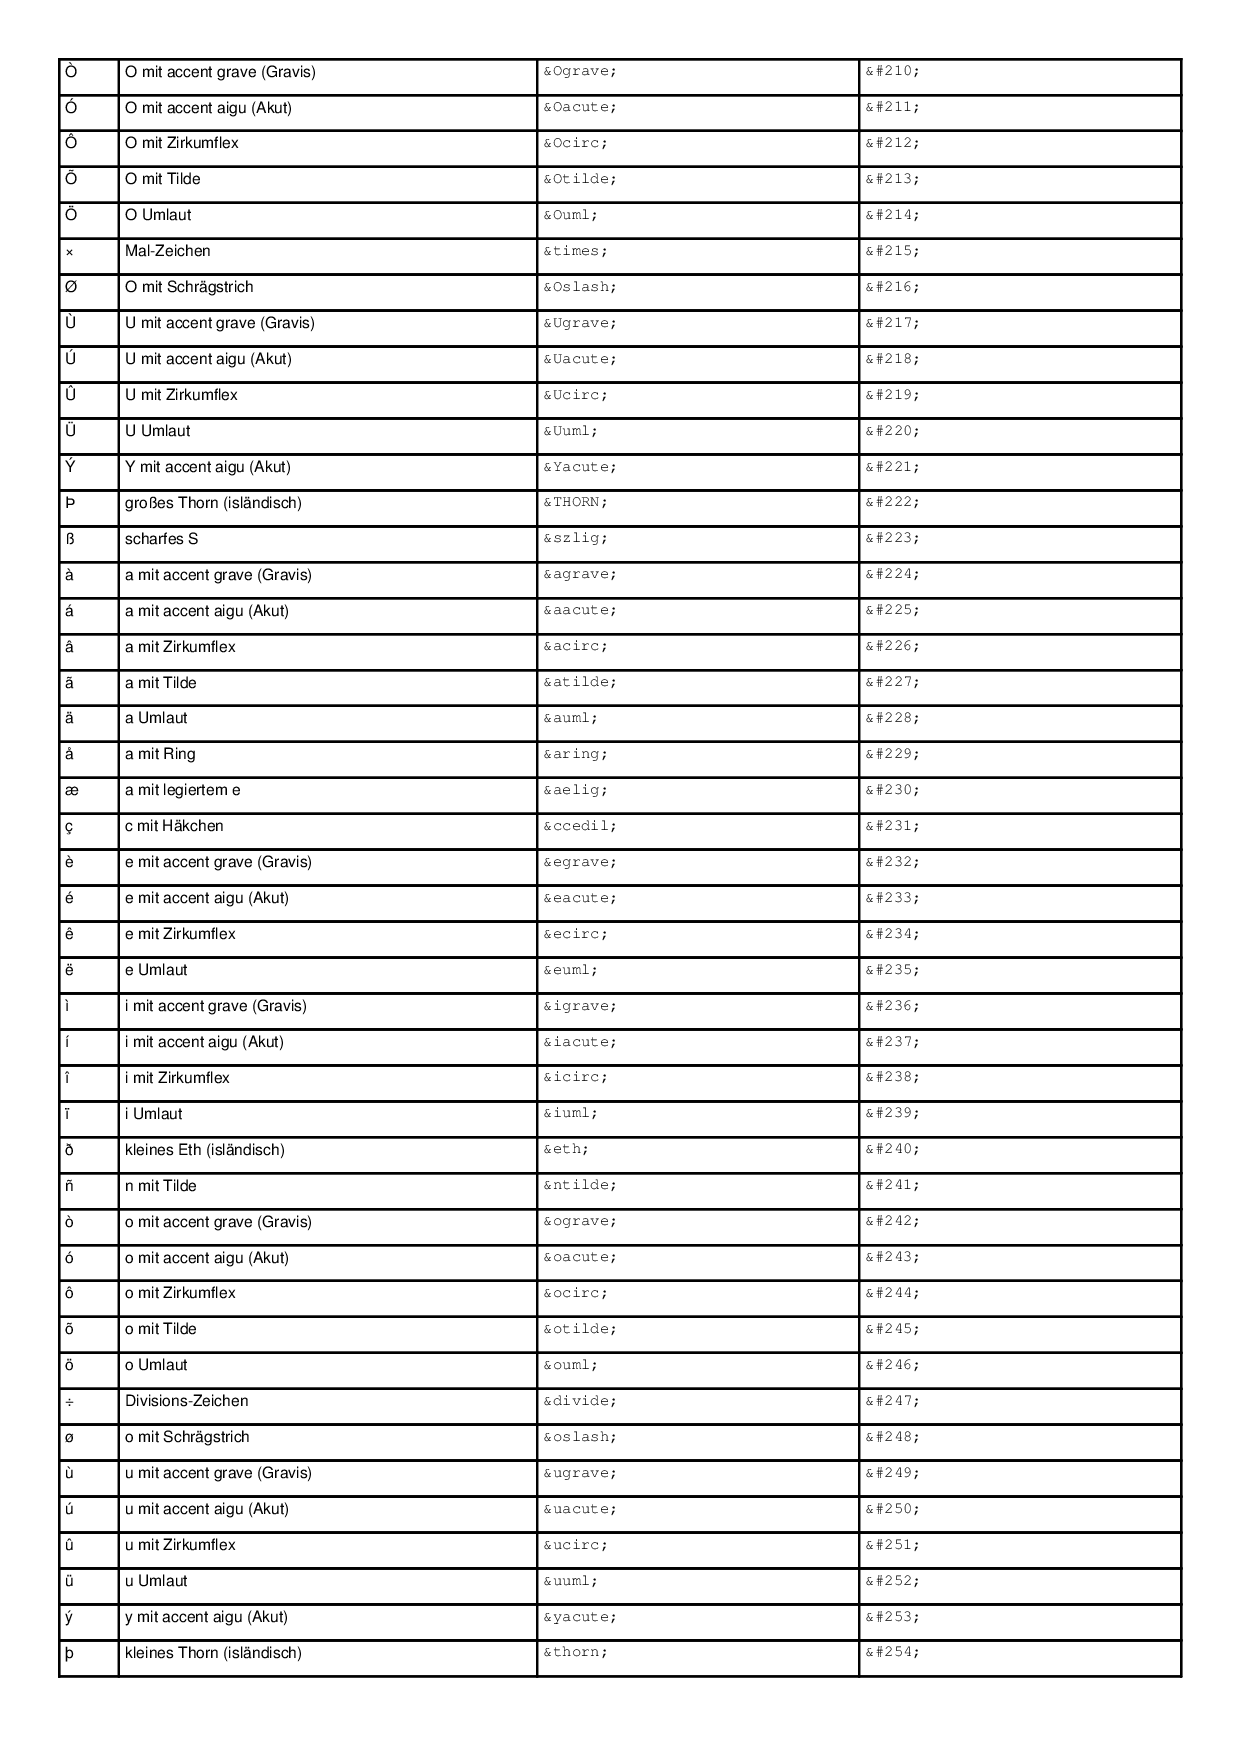 Ò O mit accent grave (Gravis) &Ograve; &#210;
Ó O mit accent aigu (Akut) &Oacute; &#211;
Ô O mit Zirkumflex &Ocirc; &#212;
Õ O mit Tilde &Otilde; &#213;
Ö O Umlaut &Ouml; &#214;
× Mal-Zeichen &times; &#215;
Ø O mit Schrägstrich &Oslash; &#216;
Ù U mit accent grave (Gravis) &Ugrave; &#217;
Ú U mit accent aigu (Akut) &Uacute; &#218;
Û U mit Zirkumflex &Ucirc; &#219;
Ü U Umlaut &Uuml; &#220;
Ý Y mit accent aigu (Akut) &Yacute; &#221;
Þ großes Thorn (isländisch) &THORN; &#222;
ß scharfes S &szlig; &#223;
à a mit accent grave (Gravis) &agrave; &#224;
á a mit accent aigu (Akut) &aacute; &#225;
â a mit Zirkumflex &acirc; &#226;
ã a mit Tilde &atilde; &#227;
ä a Umlaut &auml; &#228;
å a mit Ring &aring; &#229;
æ a mit legiertem e &aelig; &#230;
ç c mit Häkchen &ccedil; &#231;
è e mit accent grave (Gravis) &egrave; &#232;
é e mit accent aigu (Akut) &eacute; &#233;
ê e mit Zirkumflex &ecirc; &#234;
ë e Umlaut &euml; &#235;
ì i mit accent grave (Gravis) &igrave; &#236;
í i mit accent aigu (Akut) &iacute; &#237;
î i mit Zirkumflex &icirc; &#238;
ï i Umlaut &iuml; &#239;
ð kleines Eth (isländisch) &eth; &#240;
ñ n mit Tilde &ntilde; &#241;
ò o mit accent grave (Gravis) &ograve; &#242;
ó o mit accent aigu (Akut) &oacute; &#243;
ô o mit Zirkumflex &ocirc; &#244;
õ o mit Tilde &otilde; &#245;
ö o Umlaut &ouml; &#246;
÷ Divisions-Zeichen &divide; &#247;
ø o mit Schrägstrich &oslash; &#248;
ù u mit accent grave (Gravis) &ugrave; &#249;
ú u mit accent aigu (Akut) &uacute; &#250;
û u mit Zirkumflex &ucirc; &#251;
ü u Umlaut &uuml; &#252;
ý y mit accent aigu (Akut) &yacute; &#253;
þ kleines Thorn (isländisch) &thorn; &#254;